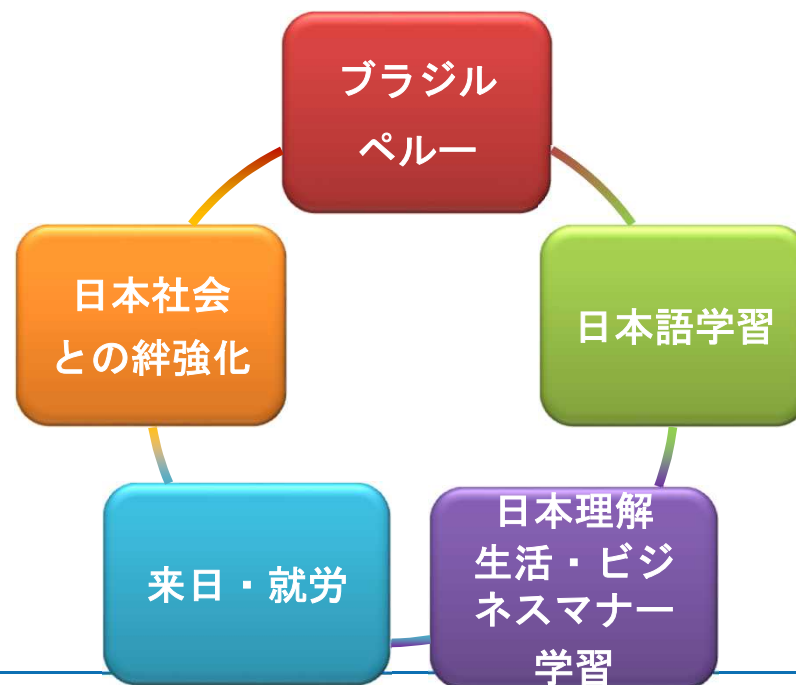 ブラジル
ペルー
日本語学習
日本理解
生活・ビジ
ネスマナー
学習
来日・就労
日本社会
との絆強化